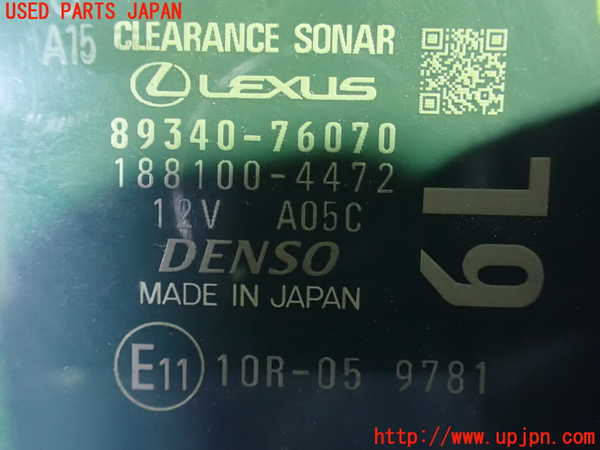 USED PARTS JAPAN
A15 CLEARANCE SONAR
LEXUS
89340-76070
188100-4472
12V A05C
DENSO
MADE IN JAPAN
E11 10R-05 9781
6L
http://www.upjpn.com/